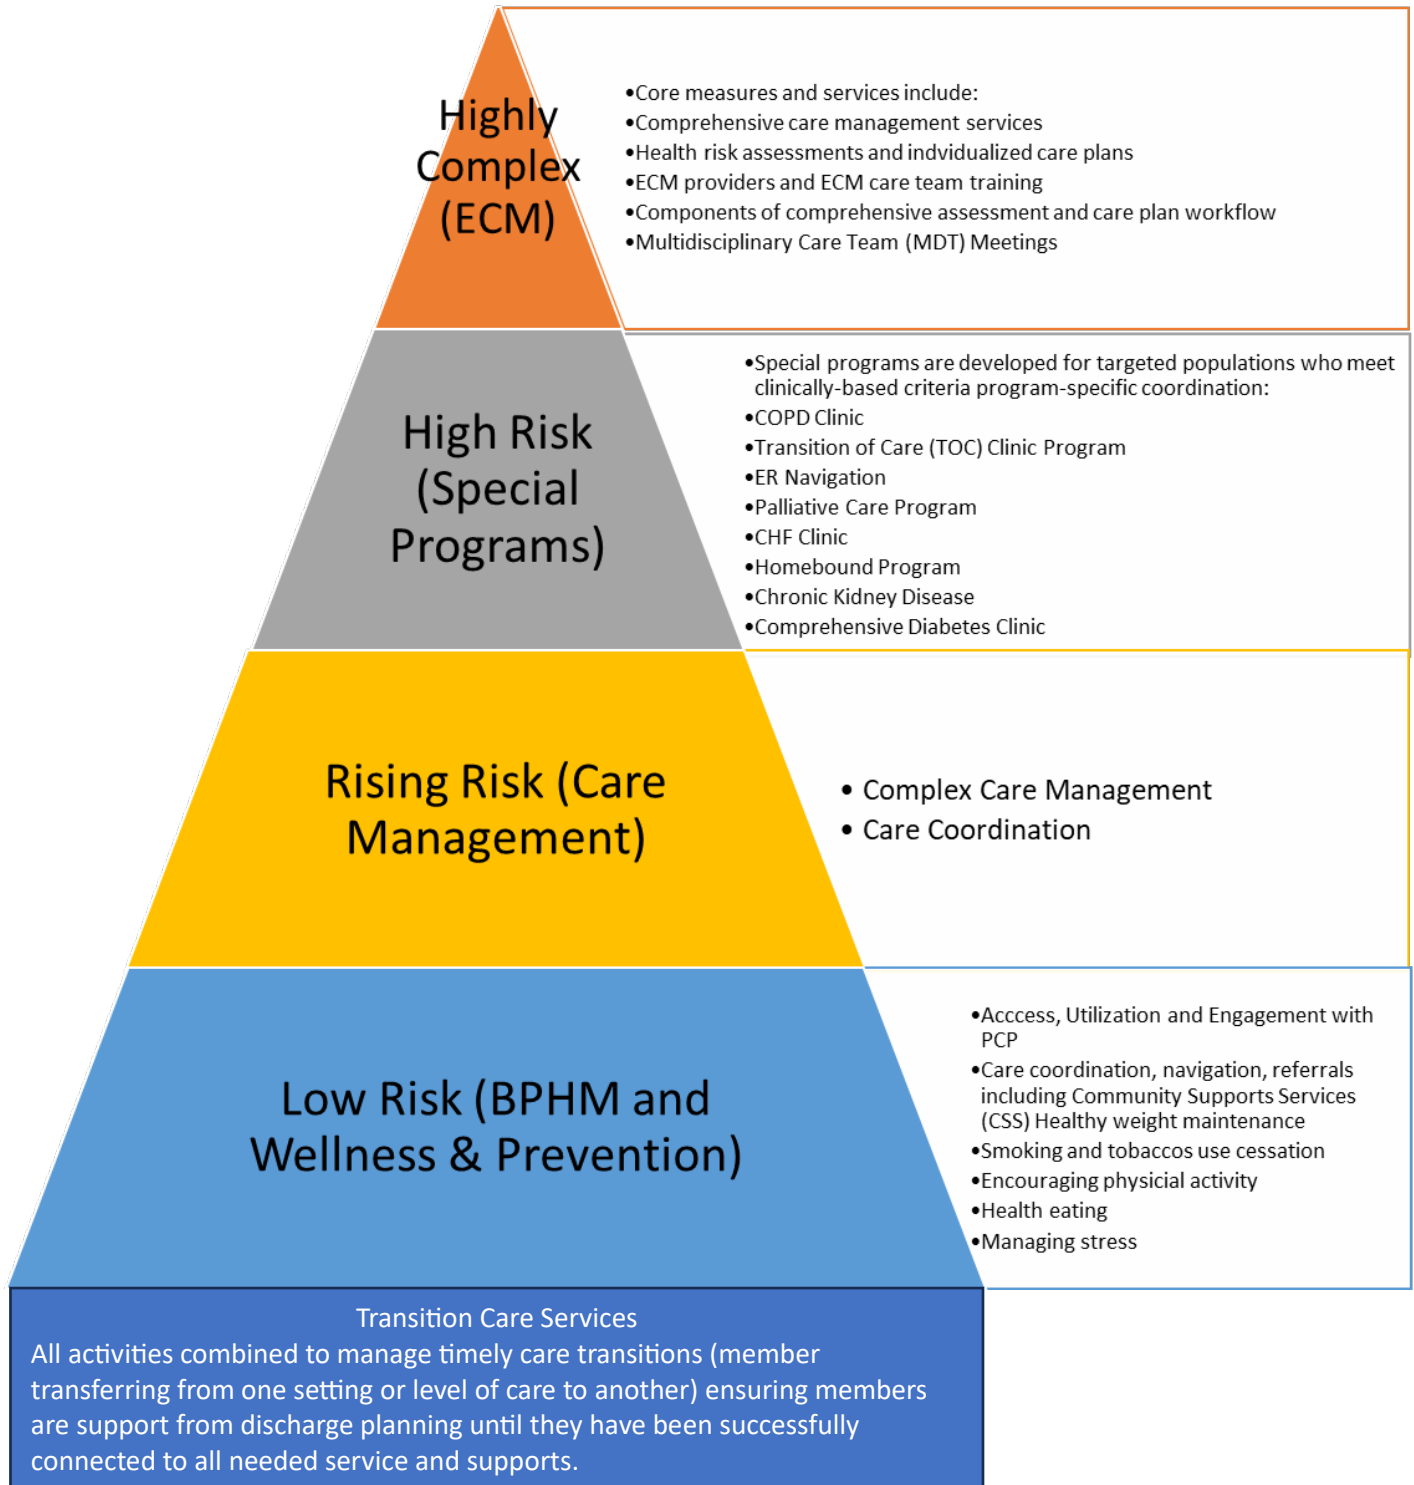 Highly
Complex
(ECM)
•Core measures and services include:
•Comprehensive care management services
•Health risk assessments and indvidualized care plans
•ECM providers and ECM care team training
•Components of comprehensive assessment and care plan workflow
•Multidisciplinary Care Team (MDT) Meetings
High Risk
(Special
Programs)
•Special programs are developed for targeted populations who meet
clinically-based criteria program-specific coordination:
•COPD Clinic
•Transition of Care (TOC) Clinic Program
•ER Navigation
•Palliative Care Program
•CHF Clinic
•Homebound Program
•Chronic Kidney Disease
•Comprehensive Diabetes Clinic
Rising Risk (Care
Management)
• Complex Care Management
• Care Coordination
Low Risk (BPHM and
Wellness & Prevention)
•Acccess, Utilization and Engagement with
PCP
•Care coordination, navigation, referrals
including Community Supports Services
(CSS) Healthy weight maintenance
•Smoking and tobaccos use cessation
•Encouraging physicial activity
•Health eating
•Managing stress
Transition Care Services
All activities combined to manage timely care transitions (member
transferring from one setting or level of care to another) ensuring members
are support from discharge planning until they have been successfully
connected to all needed service and supports.